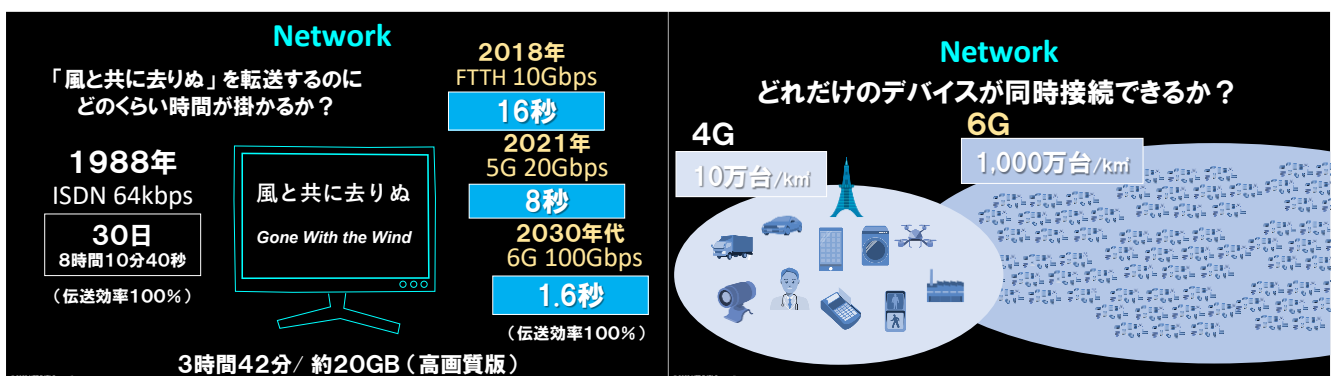 Network
「風と共に去りぬ」を転送するのに
どのくらい時間が掛かるか？
1988年
ISDN 64kbps
30日
8時間10分40秒
（伝送効率100%）
風と共に去りぬ
Gone With the Wind
2018年
FTTH 10Gbps
16秒
2021年
5G 20Gbps
8秒
2030年代
6G 100Gbps
1.6秒
（伝送効率100%）
3時間42分/ 約20GB（高画質版）
Network
どれだけのデバイスが同時接続できるか？
4G
10万台/k㎡
6G
1,000万台/k㎡